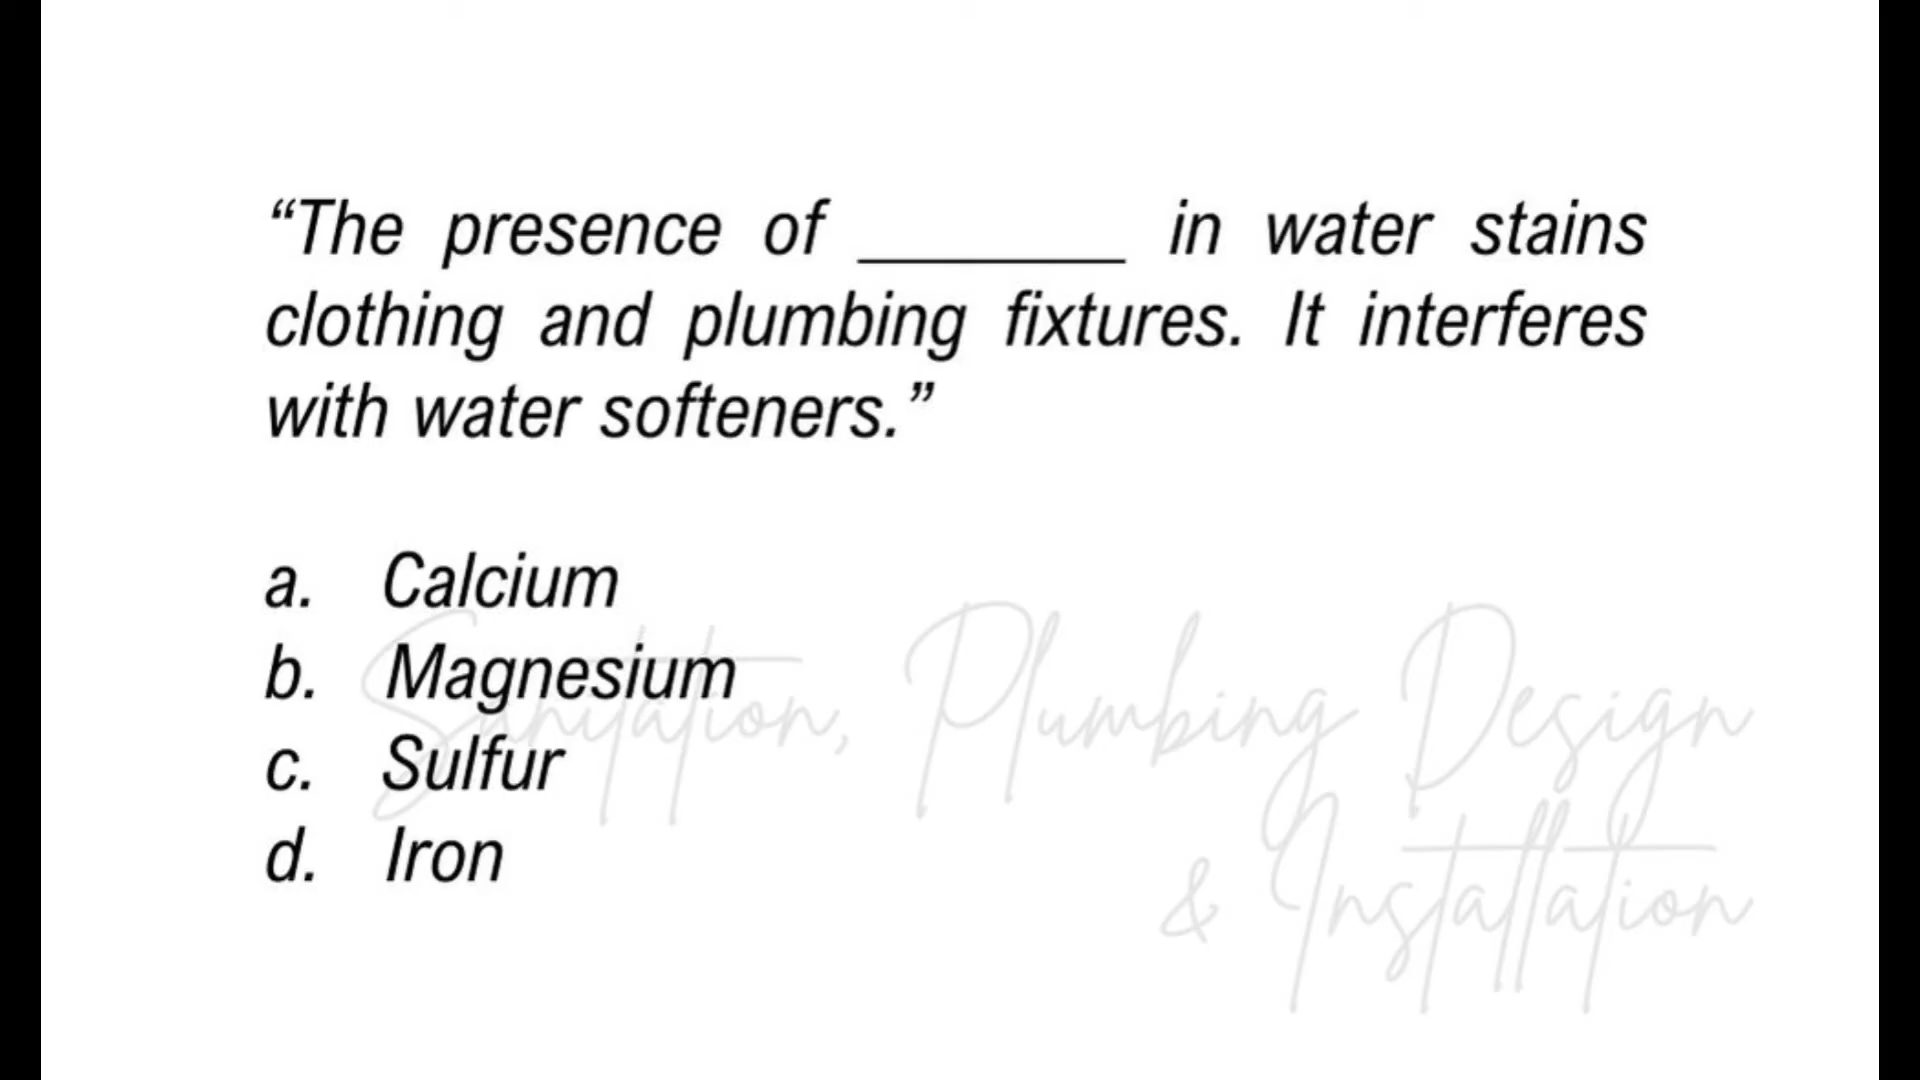 “The presence of ________ in water stains
clothing and plumbing fixtures. It interferes
with water softeners.”
a. Calcium
b. Magnesium
c. Sulfur
d. Iron
Sanitation, Plumbing Design
& Installation